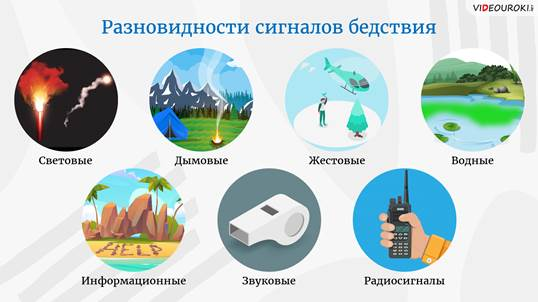 VIDEOUROKI
Разновидности сигналов бедствия
Световые
Дымовые
Жестовые
Водные
HELP
Информационные
Звуковые
Радиосигналы